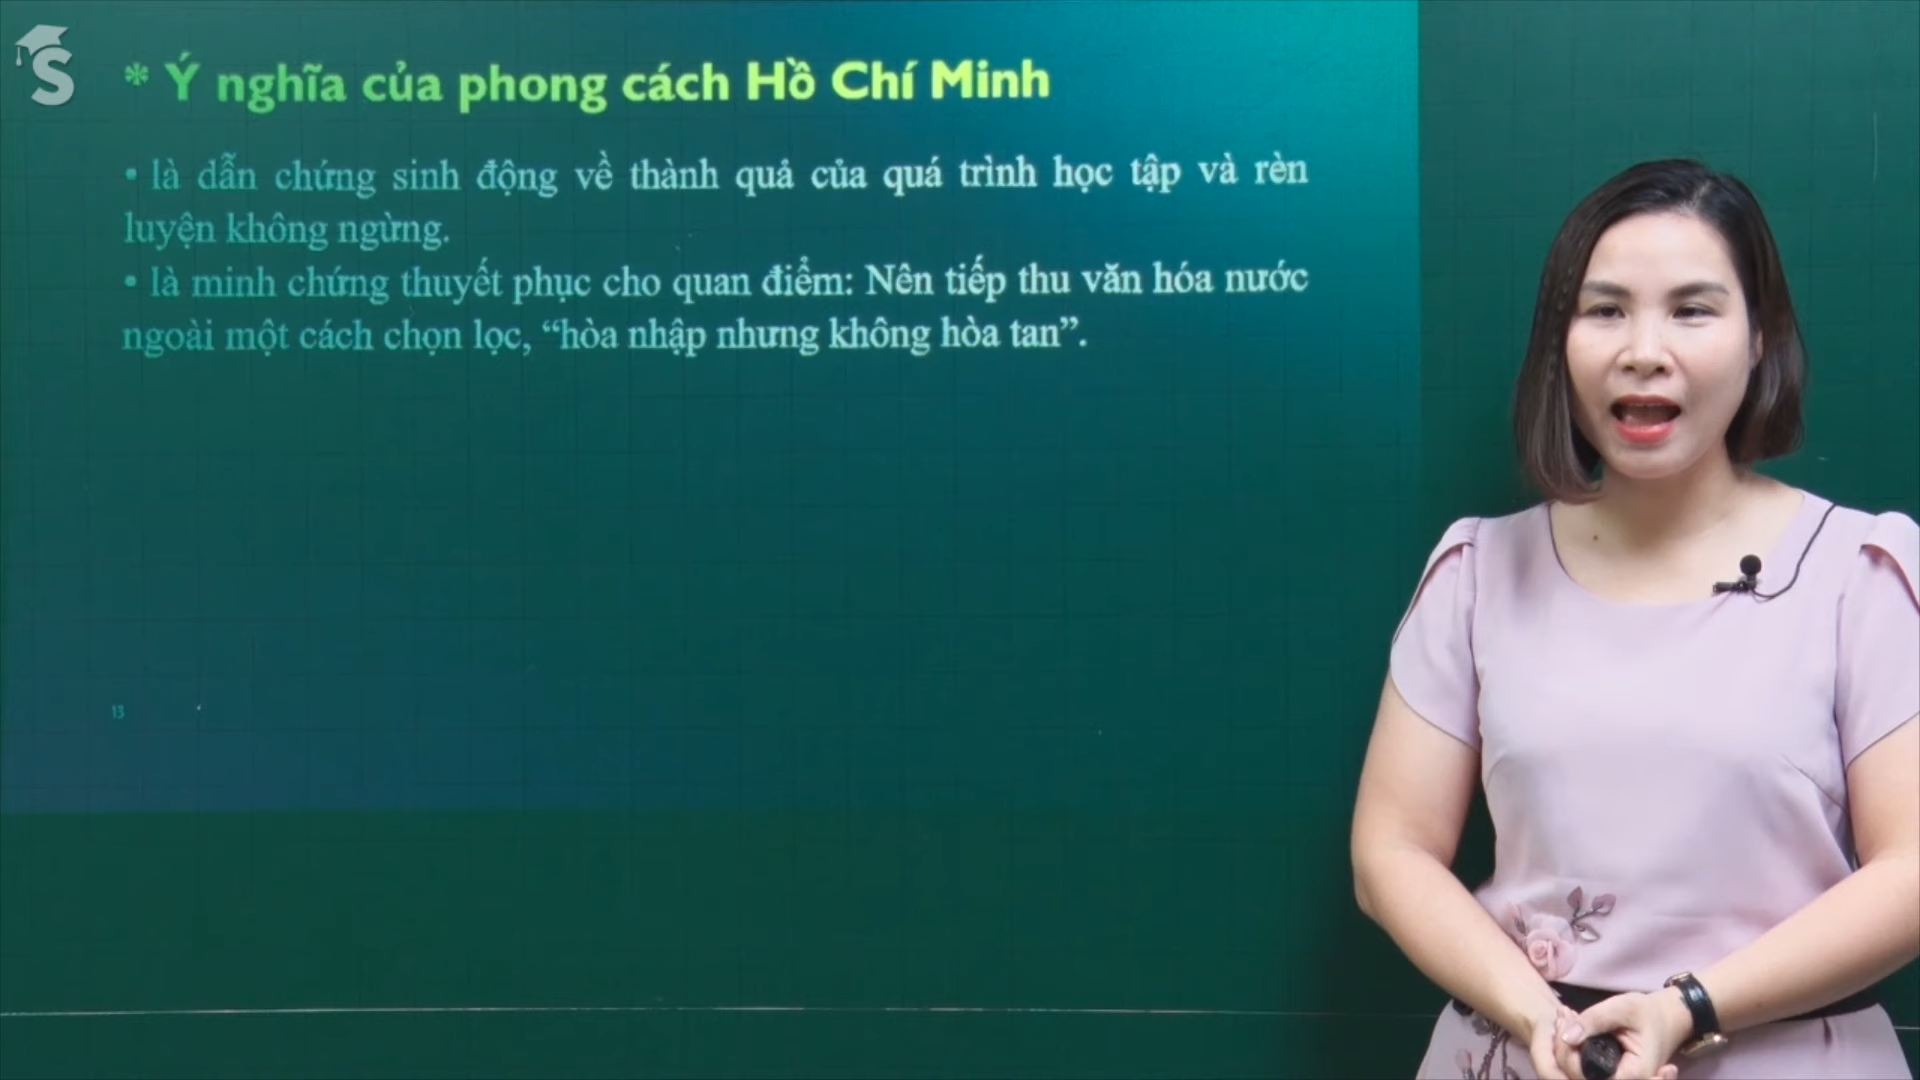 S
* Ý nghĩa của phong cách Hồ Chí Minh
• là dẫn chứng sinh động về thành quả của quá trình học tập và rèn
luyện không ngừng.
• là minh chứng thuyết phục cho quan điểm: Nên tiếp thu văn hóa nước
ngoài một cách chọn lọc, “hòa nhập nhưng không hòa tan”.
13